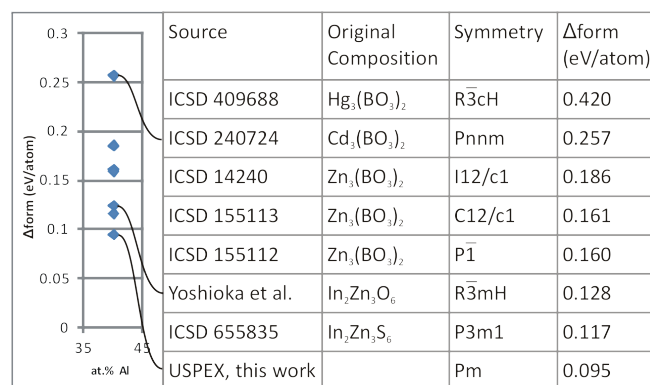 0.3
0.25
0.2
0.15
0.1
0.05
0
35 45
Δform (eV/atom)
at.% Al
Source Original Composition Symmetry Δform (eV/atom)
ICSD 409688 Hg₃(BO₃)₂ R3̅cH 0.420
ICSD 240724 Cd₃(BO₃)₂ Pnnm 0.257
ICSD 14240 Zn₃(BO₃)₂ I12/c1 0.186
ICSD 155113 Zn₃(BO₃)₂ C12/c1 0.161
ICSD 155112 Zn₃(BO₃)₂ P1̅ 0.160
Yoshioka et al. In₂Zn₃O₆ R3̅mH 0.128
ICSD 655835 In₂Zn₃S₆ P3m1 0.117
USPEX, this work Pm 0.095